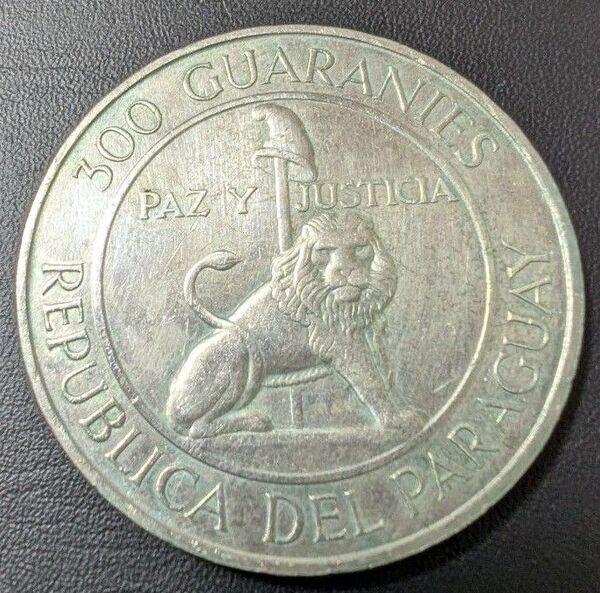 300 GUARANIES
PAZ Y JUSTICIA
REPUBLICA DEL PARAGUAY